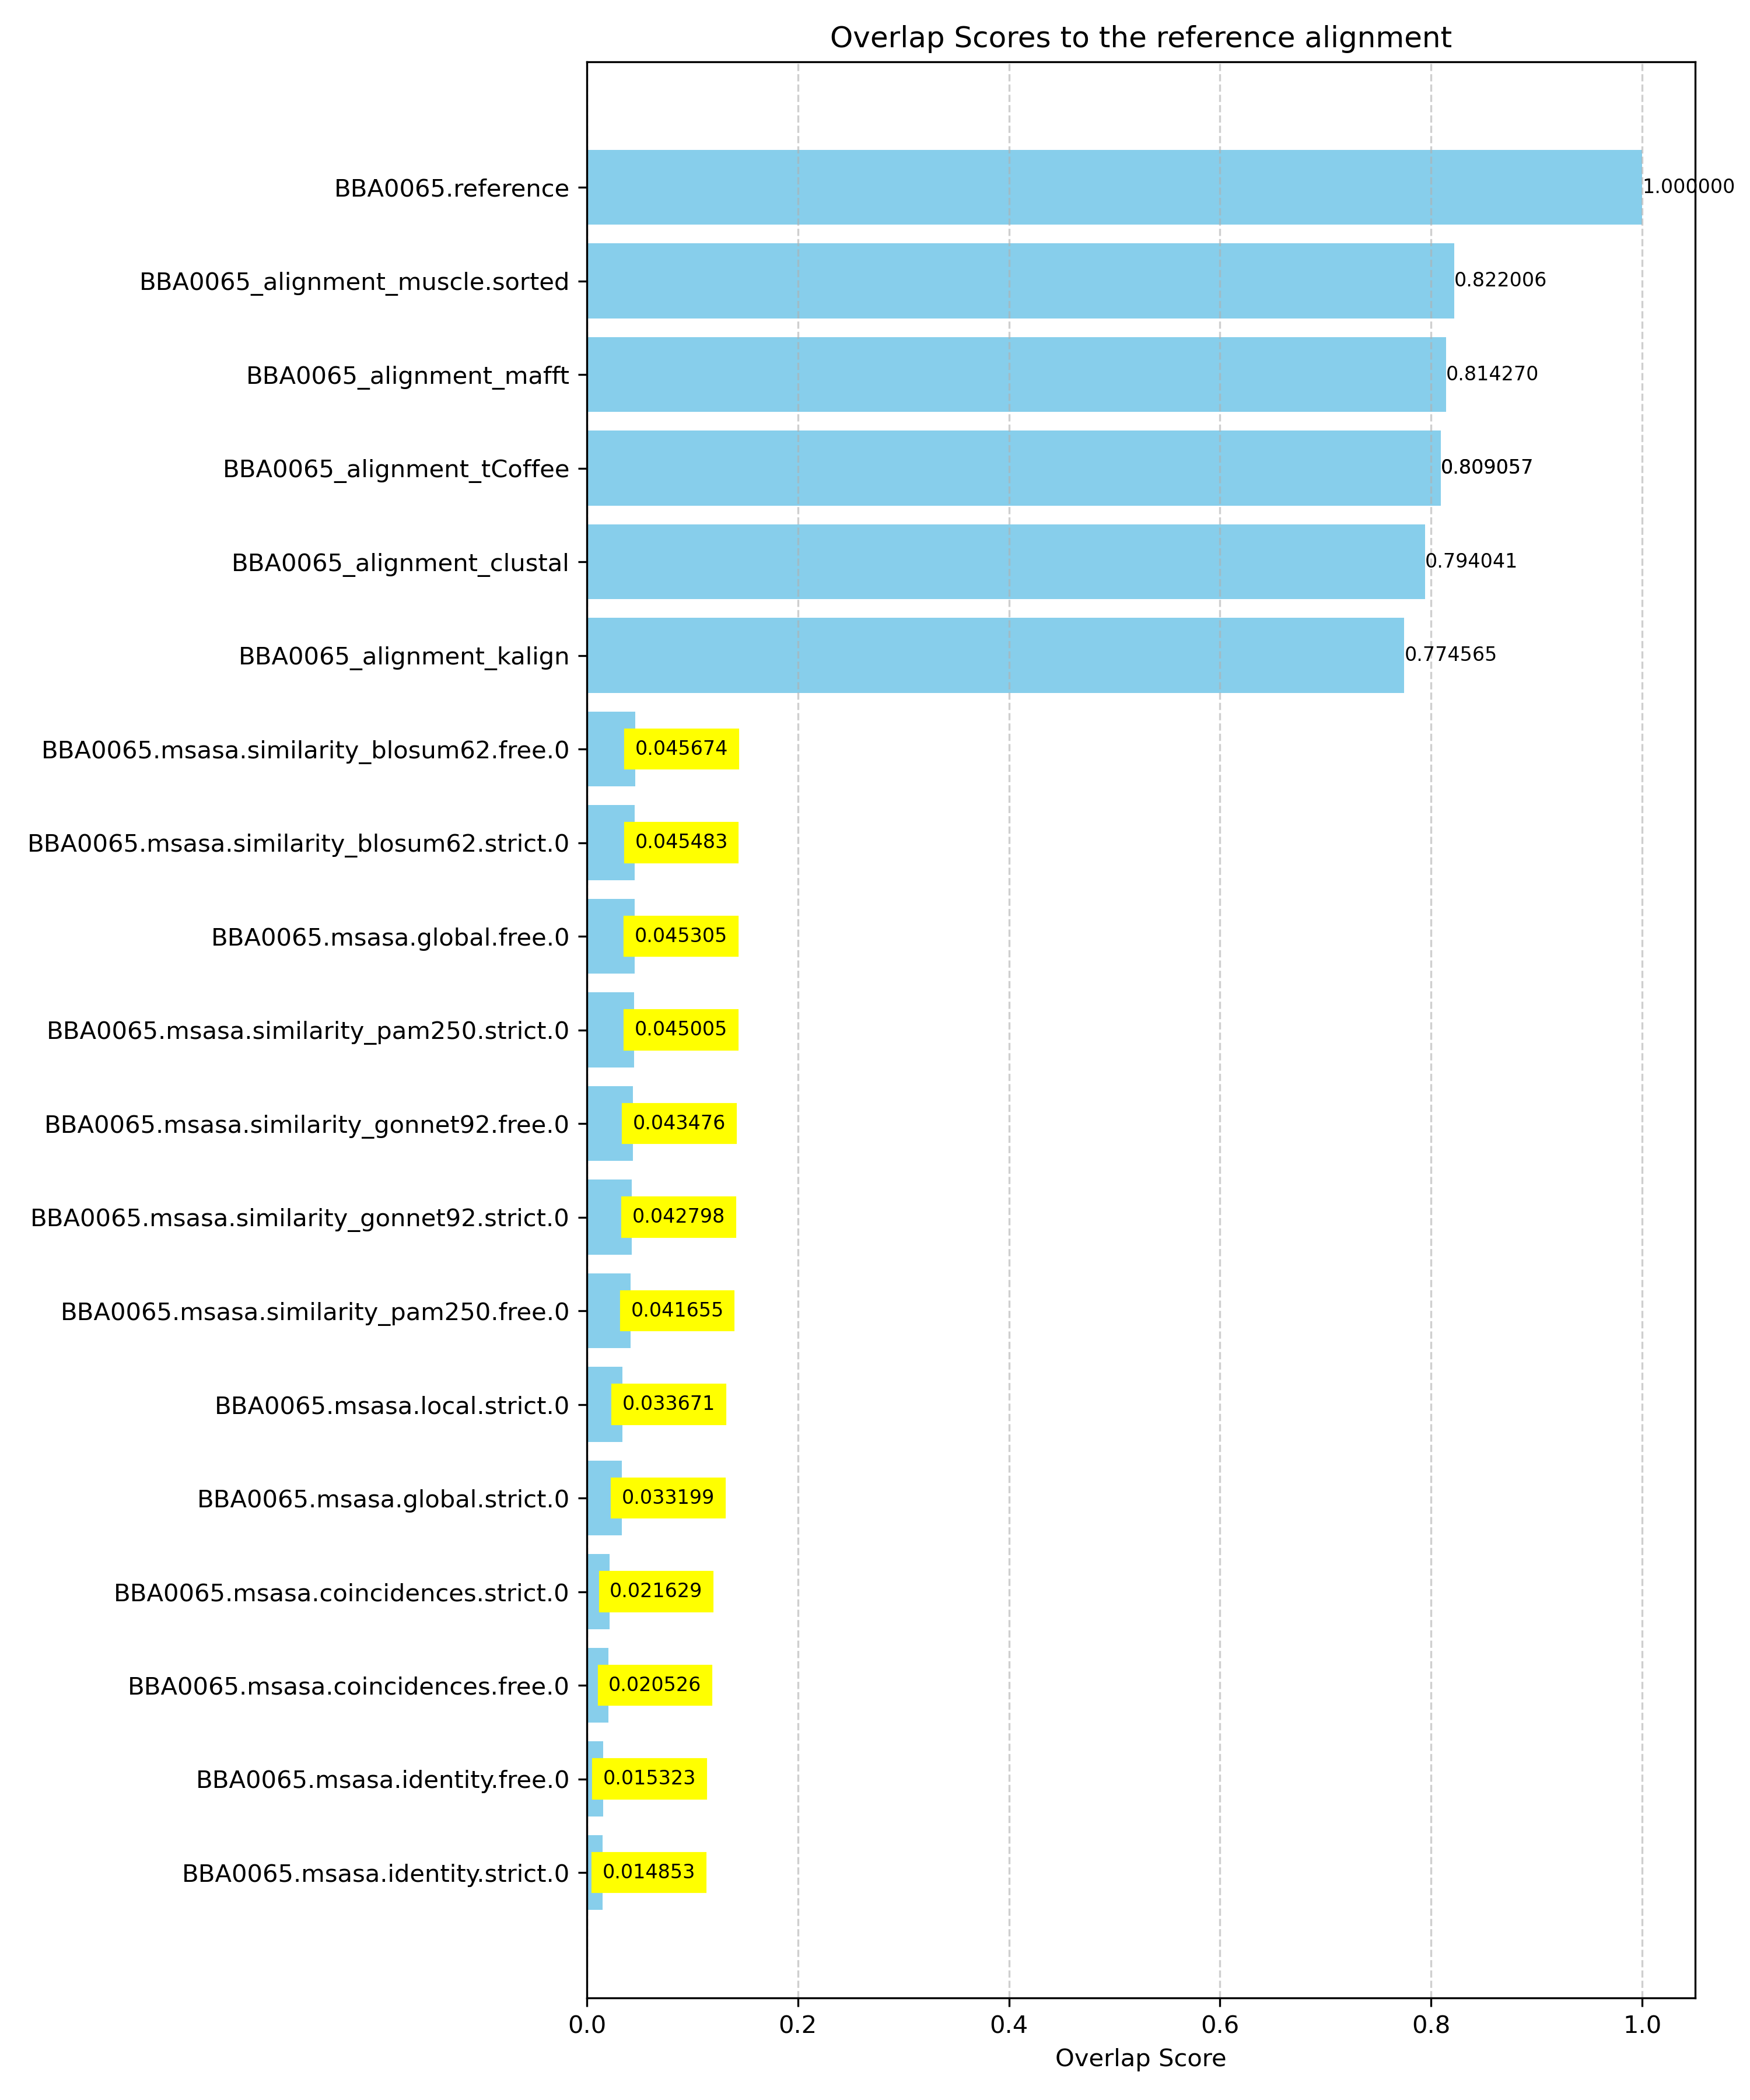 Overlap Scores to the reference alignment
BBA0065.reference 1.000000
BBA0065_alignment_muscle.sorted 0.822006
BBA0065_alignment_mafft 0.814270
BBA0065_alignment_tCoffee 0.809057
BBA0065_alignment_clustal 0.794041
BBA0065_alignment_kalign 0.774565
BBA0065.msasa.similarity_blosum62.free.0 0.045674
BBA0065.msasa.similarity_blosum62.strict.0 0.045483
BBA0065.msasa.global.free.0 0.045305
BBA0065.msasa.similarity_pam250.strict.0 0.045005
BBA0065.msasa.similarity_gonnet92.free.0 0.043476
BBA0065.msasa.similarity_gonnet92.strict.0 0.042798
BBA0065.msasa.similarity_pam250.free.0 0.041655
BBA0065.msasa.local.strict.0 0.033671
BBA0065.msasa.global.strict.0 0.033199
BBA0065.msasa.coincidences.strict.0 0.021629
BBA0065.msasa.coincidences.free.0 0.020526
BBA0065.msasa.identity.free.0 0.015323
BBA0065.msasa.identity.strict.0 0.014853
0.0 0.2 0.4 0.6 0.8 1.0
Overlap Score